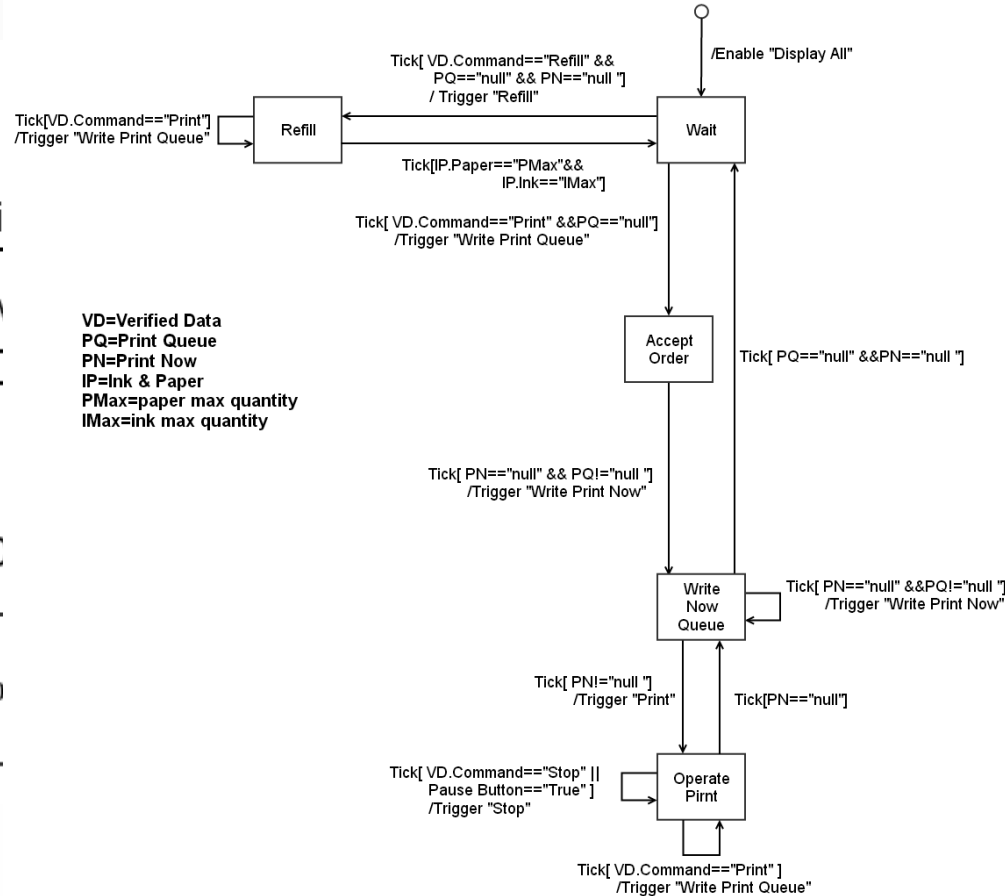 /Enable "Display All"
Tick[ VD.Command=="Refill" &&
PQ=="null" && PN=="null "]
/ Trigger "Refill"
Tick[VD.Command=="Print"]
/Trigger "Write Print Queue"
Refill
Wait
Tick[IP.Paper=="PMax"&&
IP.Ink=="IMax"]
Tick[ VD.Command=="Print" &&PQ=="null"]
/Trigger "Write Print Queue"
VD=Verified Data
PQ=Print Queue
PN=Print Now
IP=Ink & Paper
PMax=paper max quantity
IMax=ink max quantity
Accept
Order
Tick[ PQ=="null" &&PN=="null "]
Tick[ PN=="null" && PQ!="null "]
/Trigger "Write Print Now"
Write
Now
Queue
Tick[ PN=="null" &&PQ!="null "]
/Trigger "Write Print Now"
Tick[ PN!="null "]
/Trigger "Print"
Tick[PN=="null"]
Tick[ VD.Command=="Stop" ||
Pause Button=="True" ]
/Trigger "Stop"
Operate
Pirnt
Tick[ VD.Command=="Print" ]
/Trigger "Write Print Queue"